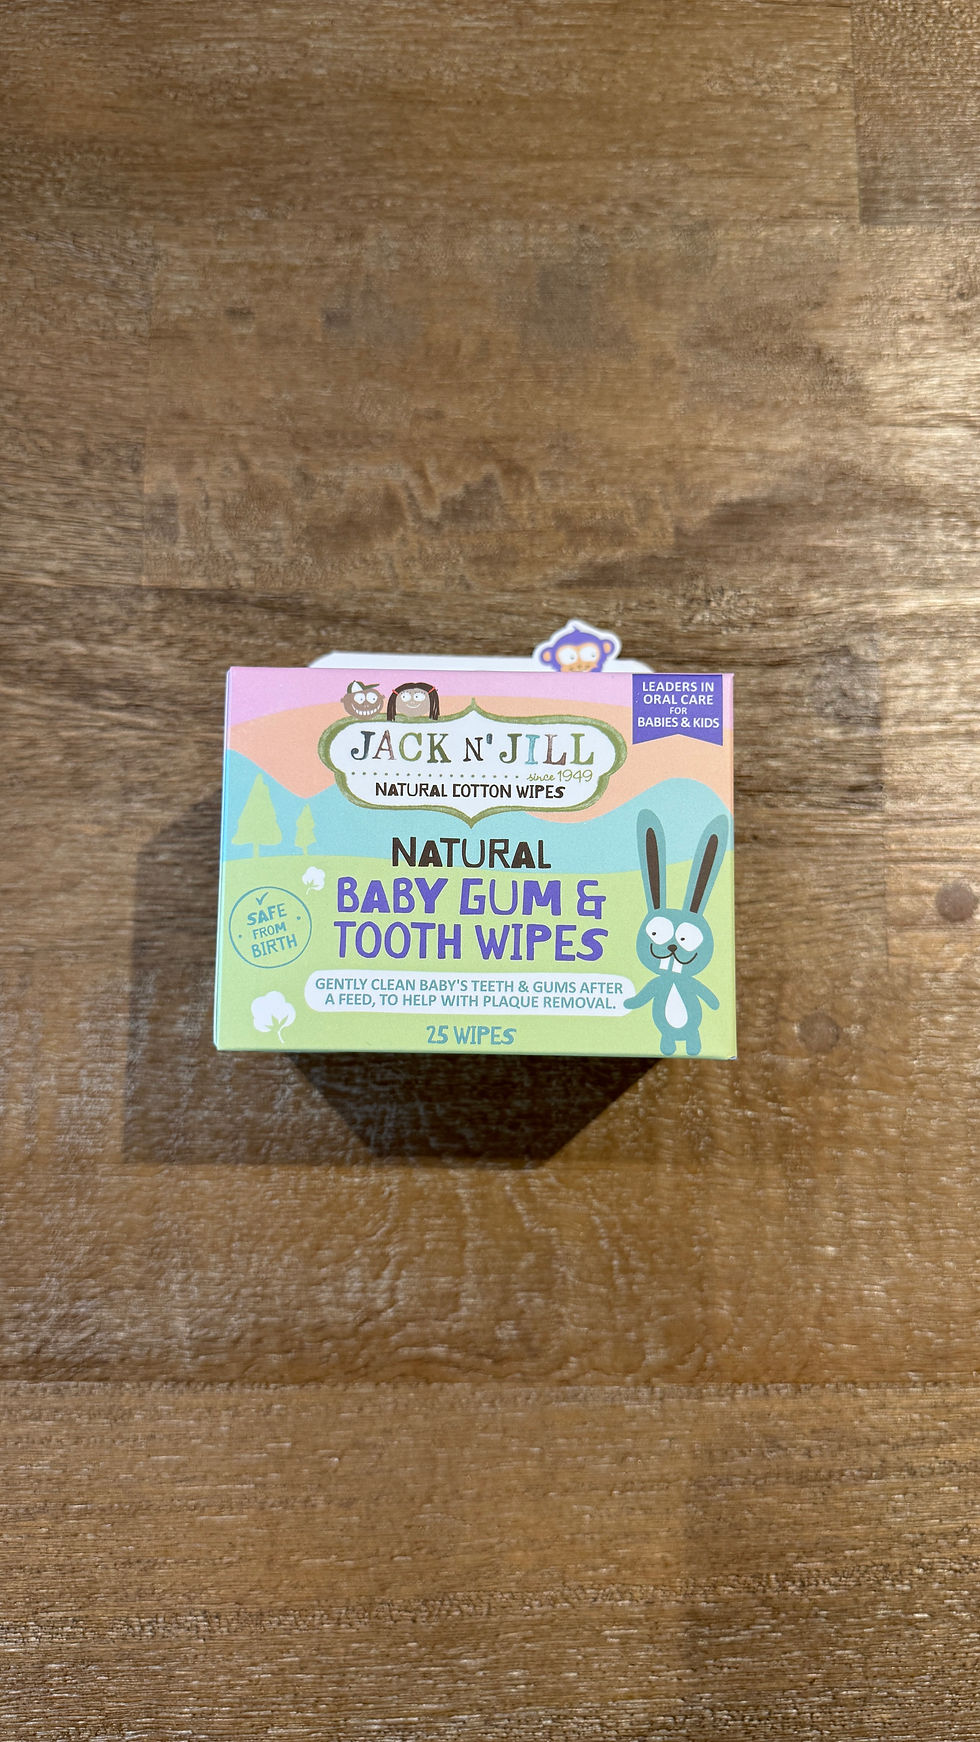 LEADERS IN
ORAL CARE
FOR
BABIES & KIDS
JACK N' JILL
since 1949
NATURAL COTTON WIPES
NATURAL
BABY GUM &
TOOTH WIPES
SAFE
FROM
BIRTH
GENTLY CLEAN BABY'S TEETH & GUMS AFTER
A FEED, TO HELP WITH PLAQUE REMOVAL.
25 WIPES